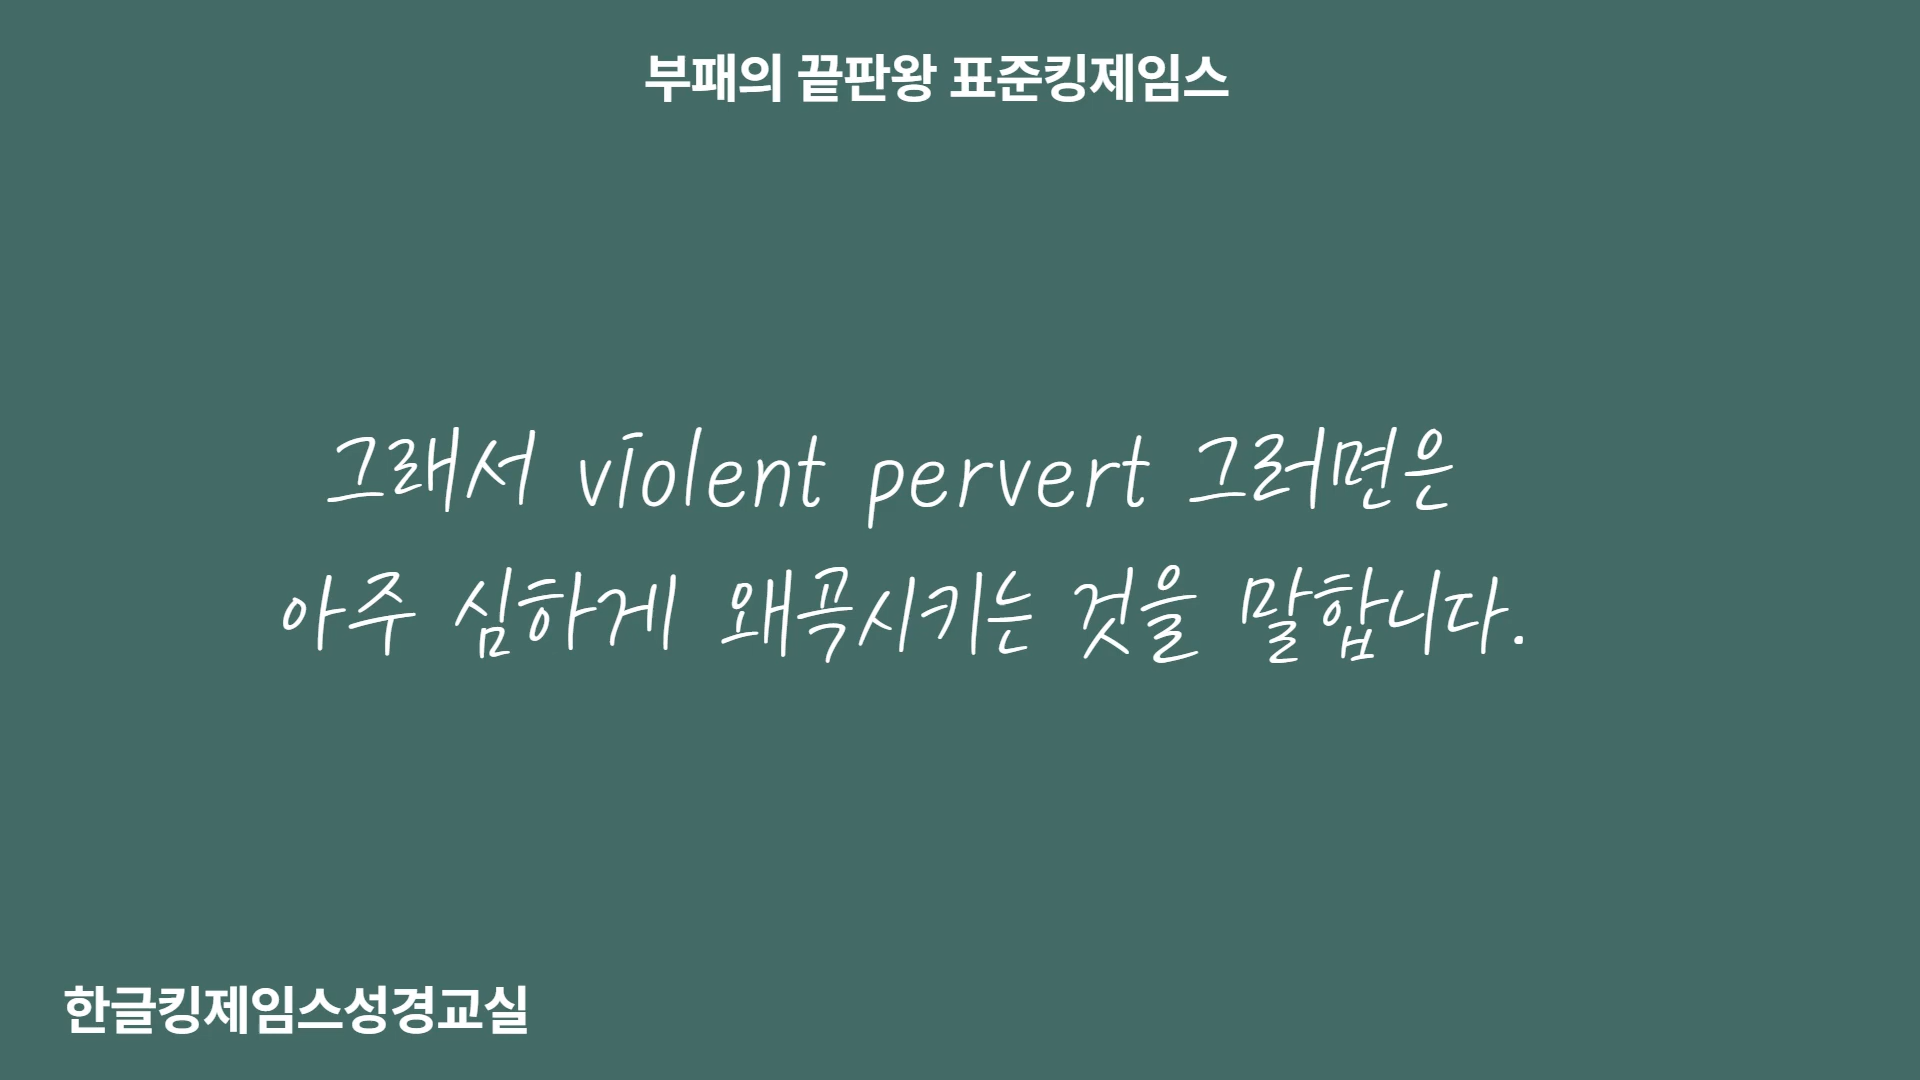 부패의 끝판왕 표준킹제임스
그래서 violent pervert 그러면은
아주 심하게 왜곡시키는 것을 말합니다.
한글킹제임스성경교실